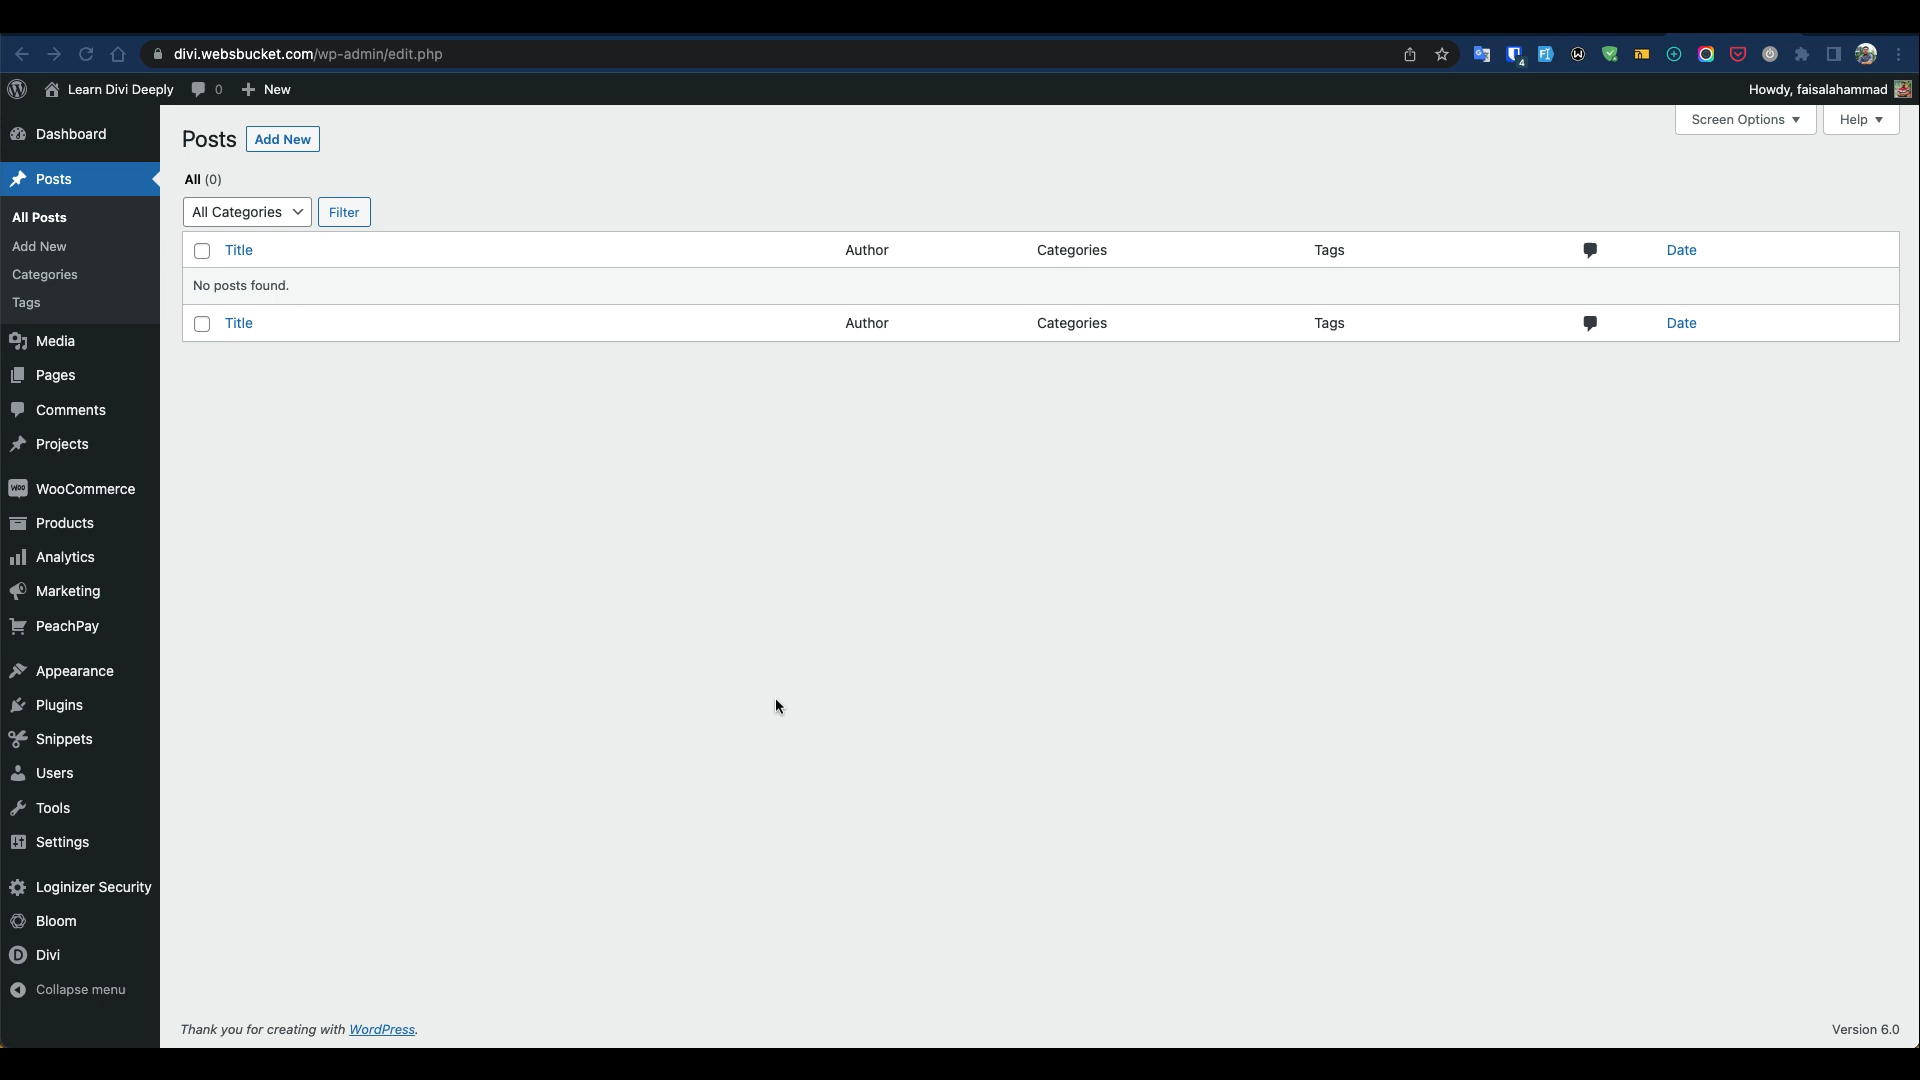 divi.websbucket.com/wp-admin/edit.php
4
Learn Divi Deeply 0 New Howdy, faisalahammad
Screen Options Help
Dashboard
Posts
All Posts
Add New
Categories
Tags
Media
Pages
Comments
Projects
WooCommerce
Products
Analytics
Marketing
PeachPay
Appearance
Plugins
Snippets
Users
Tools
Settings
Loginizer Security
Bloom
Divi
Collapse menu
Posts Add New
All (0)
All Categories Filter
Title Author Categories Tags Date
No posts found.
Title Author Categories Tags Date
Thank you for creating with WordPress. Version 6.0